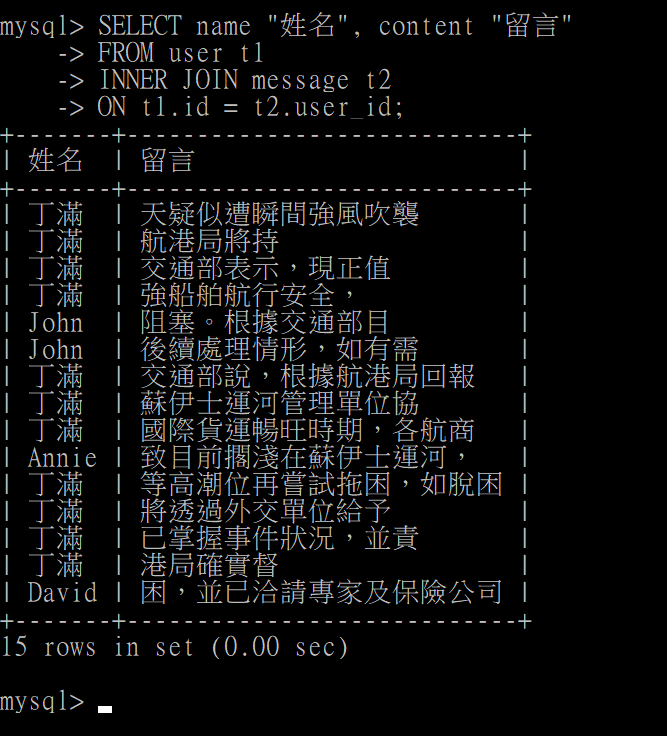 mysql> SELECT name "姓名", content "留言"
    -> FROM user t1
    -> INNER JOIN message t2
    -> ON t1.id = t2.user_id;
+-------+----------------------------+
| 姓名  | 留言                       |
+-------+----------------------------+
| 丁滿  | 天疑似遭瞬間強風吹襲       |
| 丁滿  | 航港局將持                 |
| 丁滿  | 交通部表示，現正值         |
| 丁滿  | 強船舶航行安全，           |
| John  | 阻塞。根據交通部目         |
| John  | 後續處理情形，如有需       |
| 丁滿  | 交通部說，根據航港局回報   |
| 丁滿  | 蘇伊士運河管理單位協       |
| 丁滿  | 國際貨運暢旺時期，各航商   |
| Annie | 致目前擱淺在蘇伊士運河，   |
| 丁滿  | 等高潮位再嘗試拖困，如脫困 |
| 丁滿  | 將透過外交單位給予         |
| 丁滿  | 已掌握事件狀況，並責       |
| 丁滿  | 港局確實督                 |
| David | 困，並已洽請專家及保險公司 |
+-------+----------------------------+
15 rows in set (0.00 sec)
mysql>